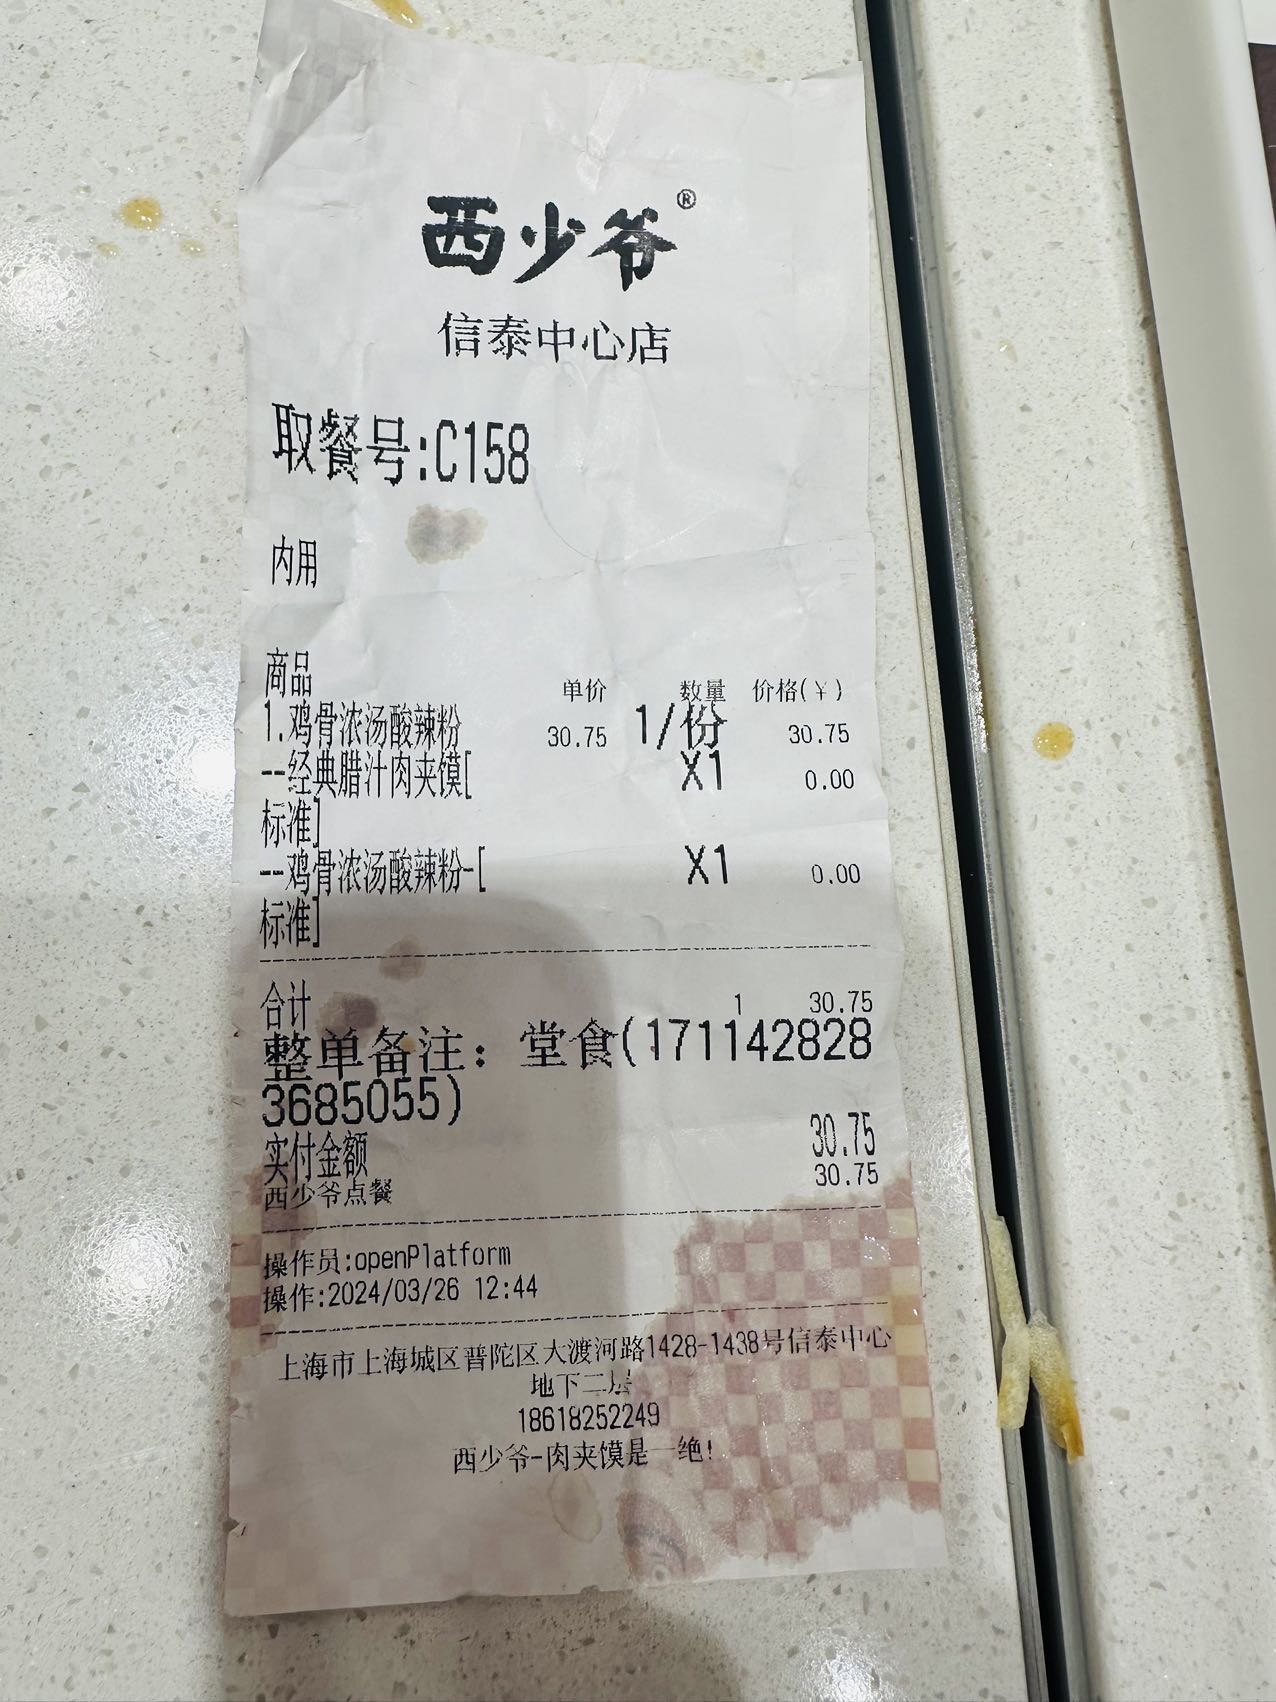 西少爷®
信泰中心店
取餐号:C158
内用
商品 单价 数量 价格(￥)
1.鸡骨浓汤酸辣粉 30.75 1/份 30.75
--经典腊汁肉夹馍[ X1 0.00
标准]
--鸡骨浓汤酸辣粉-[ X1 0.00
标准]
合计 1 30.75
整单备注：堂食(171142828
3685055)
实付金额 30.75
西少爷点餐 30.75
操作员:openPlatform
操作:2024/03/26 12:44
上海市上海城区普陀区大渡河路1428-1438号信泰中心
地下二层
18618252249
西少爷-肉夹馍是一绝!